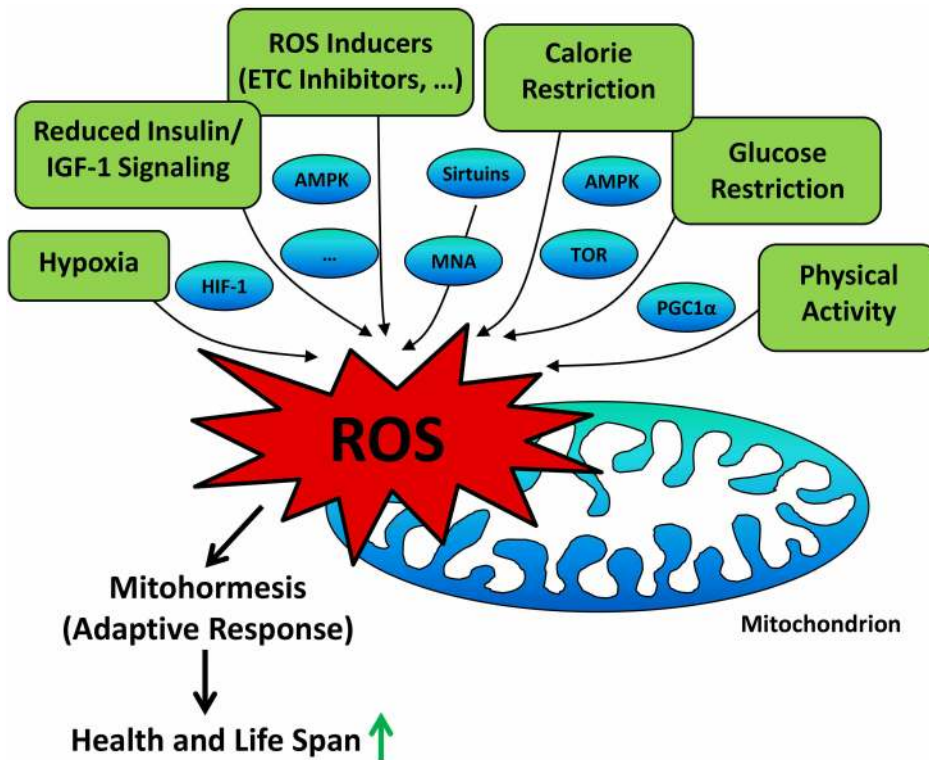 ROS Inducers
(ETC Inhibitors, ...)
Calorie
Restriction
Reduced Insulin/
IGF-1 Signaling
Glucose
Restriction
Hypoxia
Physical
Activity
AMPK
Sirtuins
AMPK
...
MNA
TOR
HIF-1
PGC1α
ROS
Mitohormesis
(Adaptive Response)
Mitochondrion
Health and Life Span